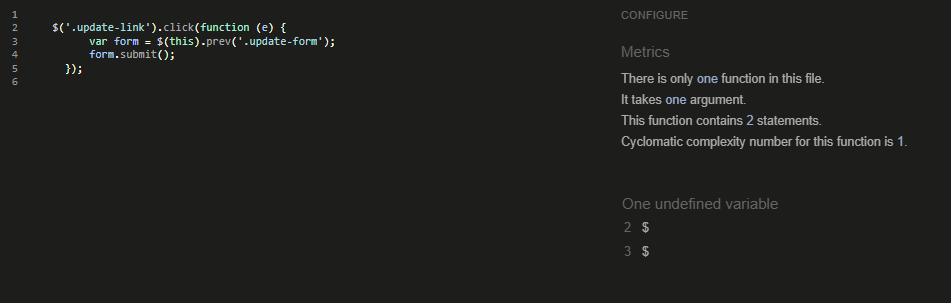 1
2 $('.update-link').click(function (e) {
3 var form = $(this).prev('.update-form');
4 form.submit();
5 });
6
CONFIGURE
Metrics
There is only one function in this file.
It takes one argument.
This function contains 2 statements.
Cyclomatic complexity number for this function is 1.
One undefined variable
2 $
3 $